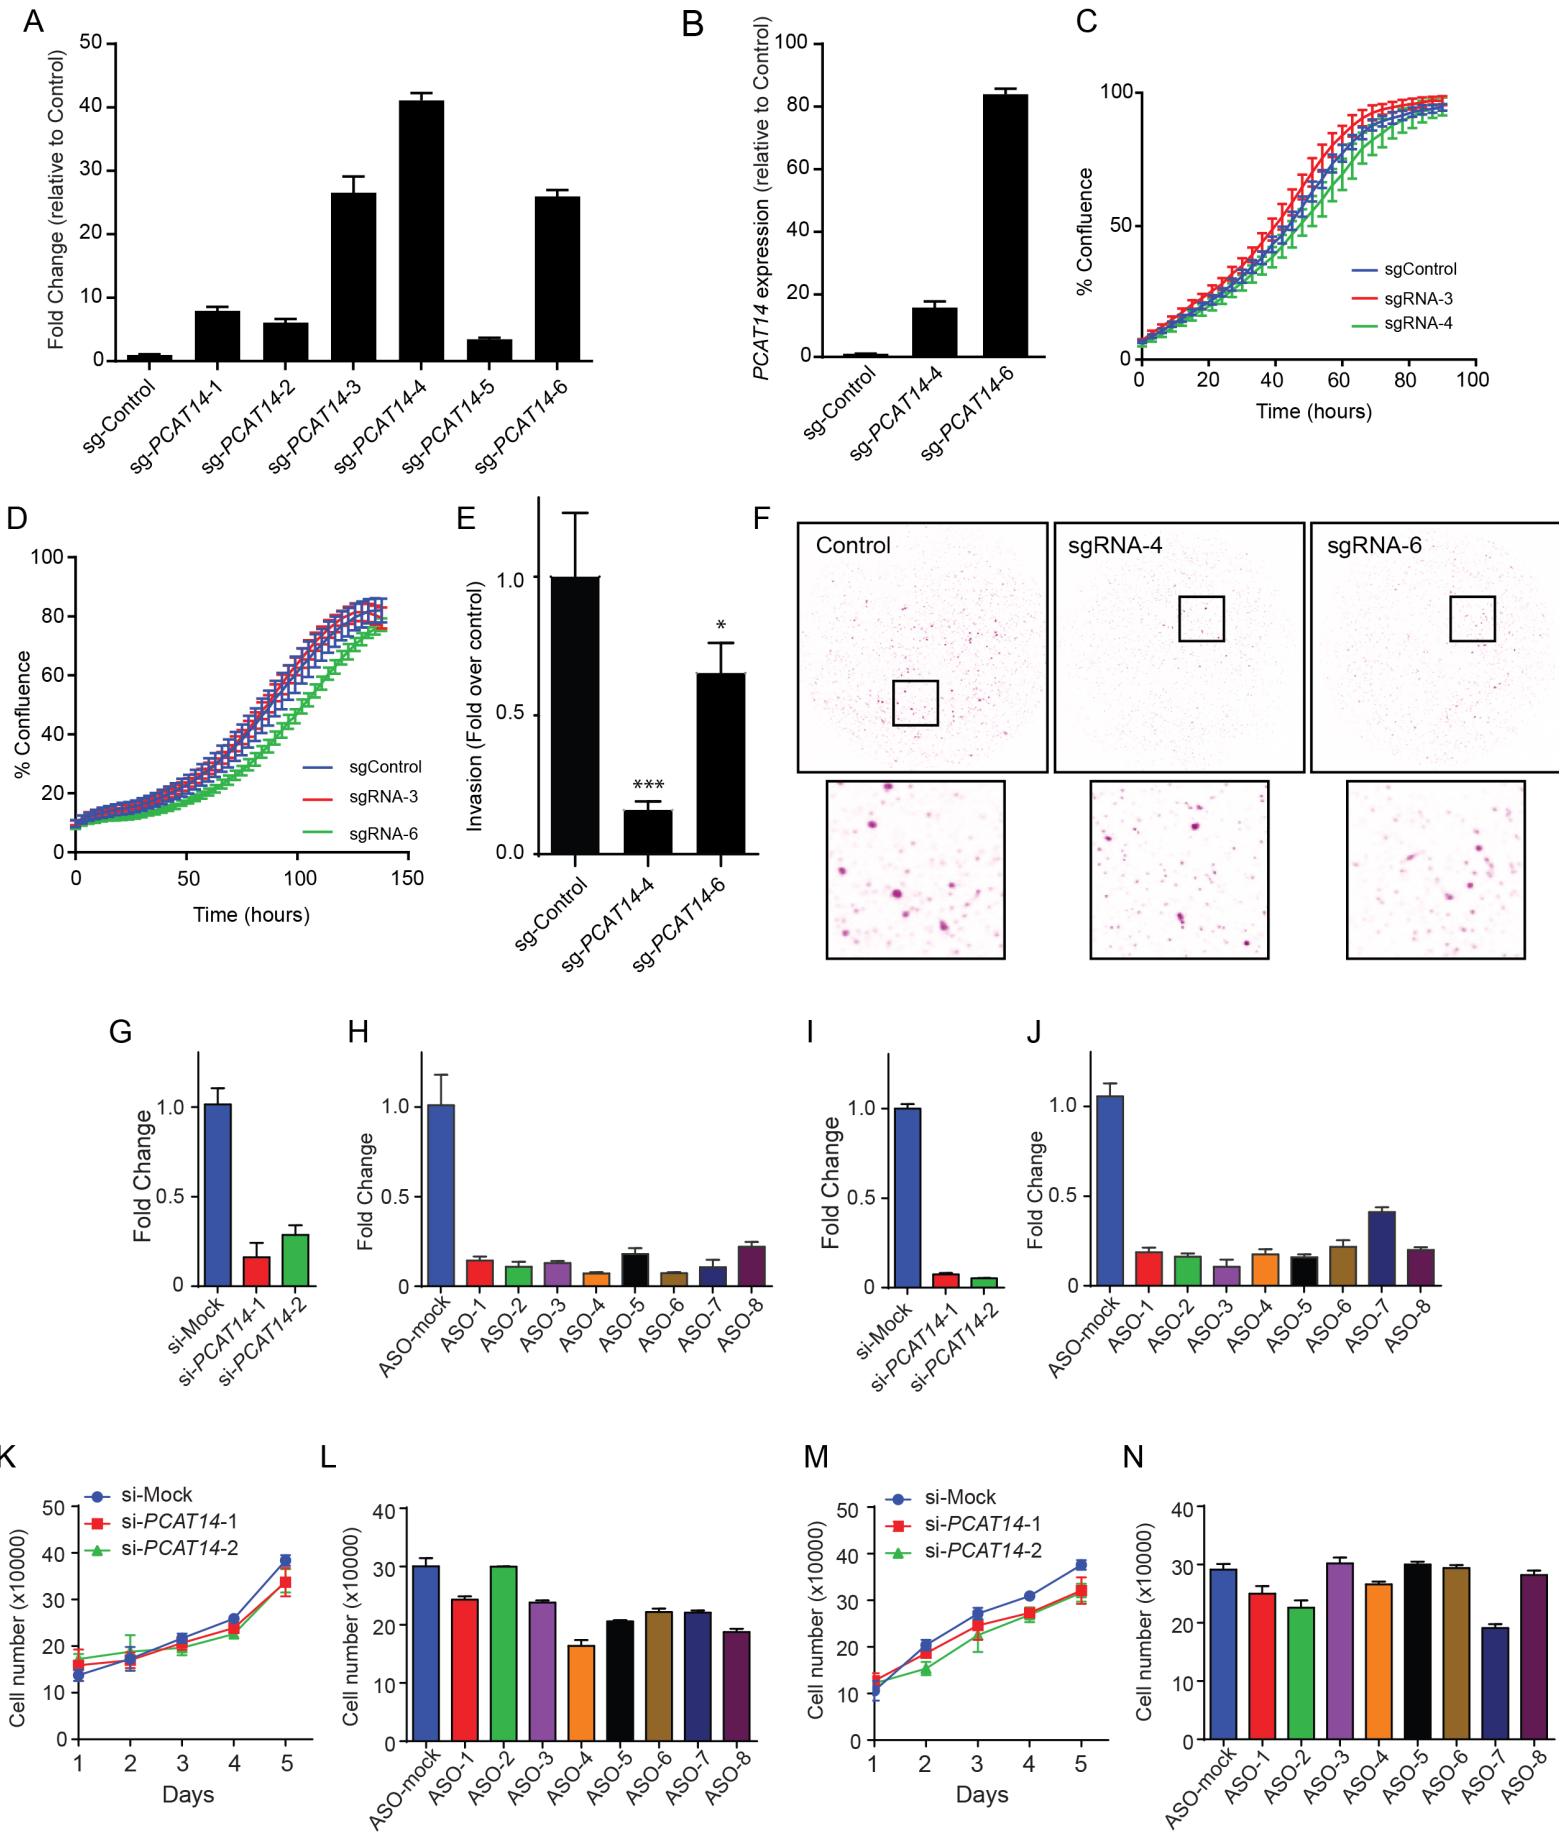 A
Fold Change (relative to Control)
50
40
30
20
10
0
sg-Control
sg-PCAT14-1
sg-PCAT14-2
sg-PCAT14-3
sg-PCAT14-4
sg-PCAT14-5
sg-PCAT14-6
B
PCAT14 expression (relative to Control)
100
80
60
40
20
0
sg-Control
sg-PCAT14-4
sg-PCAT14-6
C
% Confluence
100
50
0
sgControl
sgRNA-3
sgRNA-4
0 20 40 60 80 100
Time (hours)
D
% Confluence
100
80
60
40
20
0
sgControl
sgRNA-3
sgRNA-6
0 50 100 150
Time (hours)
E
Invasion (Fold over control)
1.0
0.5
0.0
***
*
sg-Control
sg-PCAT14-4
sg-PCAT14-6
F
Control
sgRNA-4
sgRNA-6
G
Fold Change
1.0
0.5
0
si-Mock
si-PCAT14-1
si-PCAT14-2
H
Fold Change
1.0
0.5
0
ASO-mock
ASO-1
ASO-2
ASO-3
ASO-4
ASO-5
ASO-6
ASO-7
ASO-8
I
Fold Change
1.0
0.5
0
si-Mock
si-PCAT14-1
si-PCAT14-2
J
Fold Change
1.0
0.5
0
ASO-mock
ASO-1
ASO-2
ASO-3
ASO-4
ASO-5
ASO-6
ASO-7
ASO-8
K
si-Mock
si-PCAT14-1
si-PCAT14-2
Cell number (x10000)
50
40
30
20
10
0
1 2 3 4 5
Days
L
Cell number (x10000)
40
30
20
10
0
ASO-mock
ASO-1
ASO-2
ASO-3
ASO-4
ASO-5
ASO-6
ASO-7
ASO-8
M
si-Mock
si-PCAT14-1
si-PCAT14-2
Cell number (x10000)
50
40
30
20
10
0
1 2 3 4 5
Days
N
Cell number (x10000)
40
30
20
10
0
ASO-mock
ASO-1
ASO-2
ASO-3
ASO-4
ASO-5
ASO-6
ASO-7
ASO-8